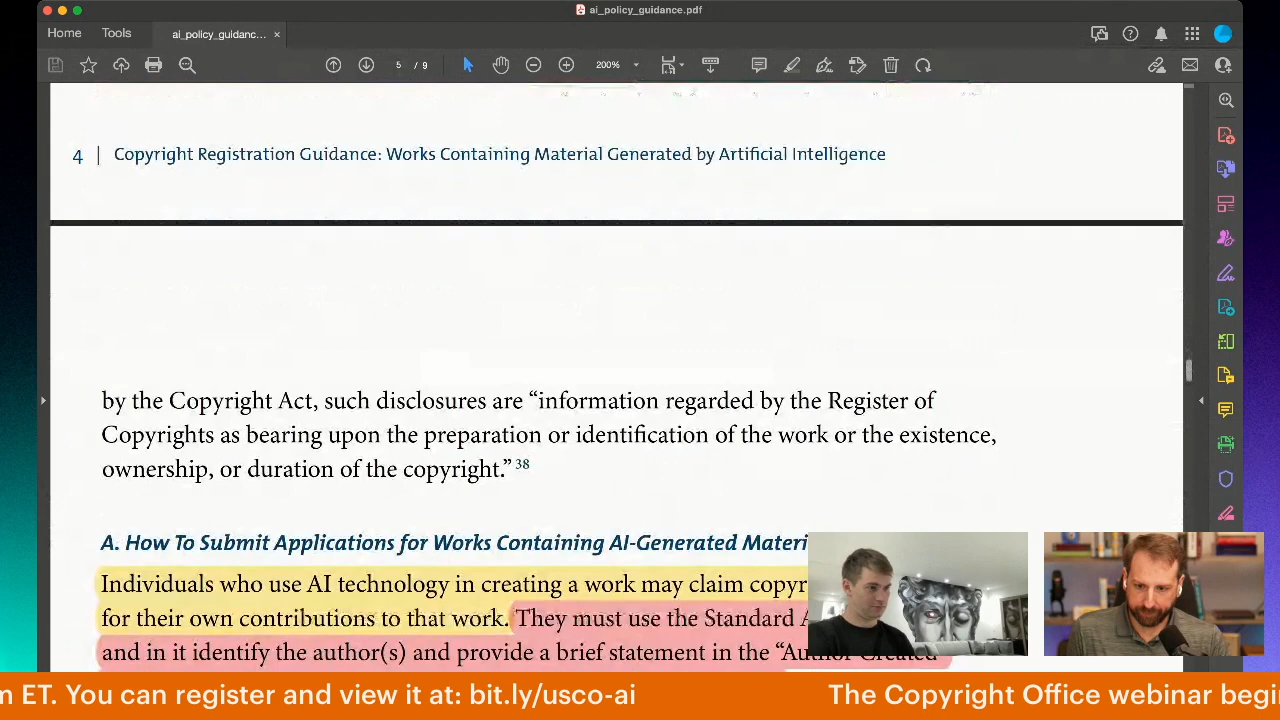 ai_policy_guidance.pdf
Home Tools ai_policy_guidanc... ×
5 / 9 200%
4 | Copyright Registration Guidance: Works Containing Material Generated by Artificial Intelligence
by the Copyright Act, such disclosures are “information regarded by the Register of
Copyrights as bearing upon the preparation or identification of the work or the existence,
ownership, or duration of the copyright.” 38
A. How To Submit Applications for Works Containing AI-Generated Materi
Individuals who use AI technology in creating a work may claim copyr
for their own contributions to that work. They must use the Standard A
and in it identify the author(s) and provide a brief statement in the “Author Created
m ET. You can register and view it at: bit.ly/usco-ai The Copyright Office webinar begi